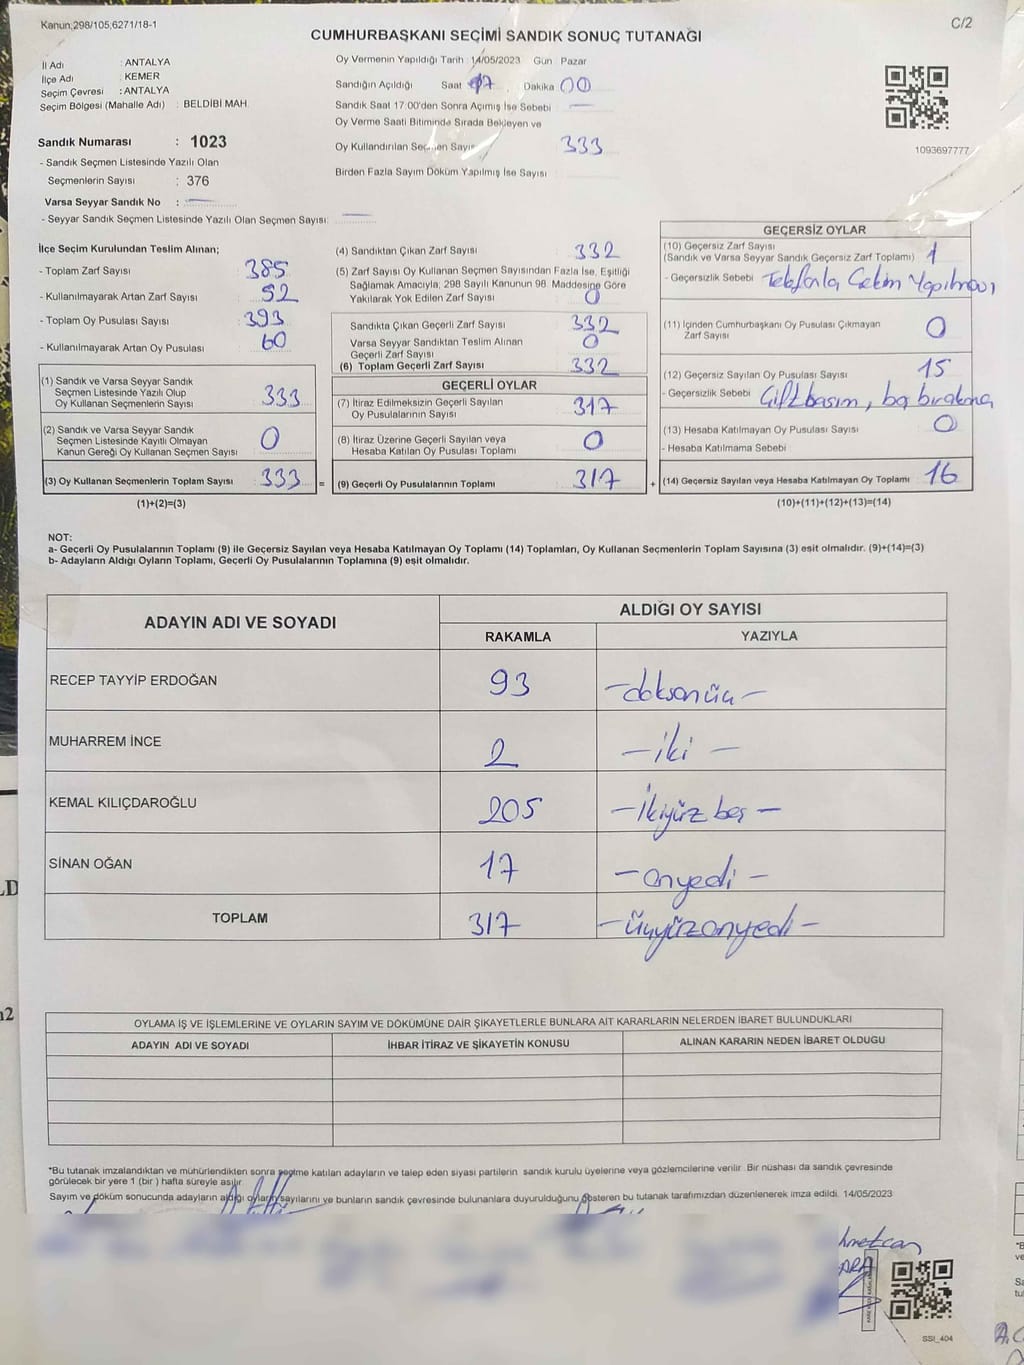 Kanun;298/105,6271/18-1
C/2
CUMHURBAŞKANI SEÇİMİ SANDIK SONUÇ TUTANAĞI
İl Adı : ANTALYA
İlçe Adı : KEMER
Seçim Çevresi : ANTALYA
Seçim Bölgesi (Mahalle Adı) : BELDİBİ MAH.
Sandık Numarası : 1023
- Sandık Seçmen Listesinde Yazılı Olan
Seçmenlerin Sayısı : 376
Varsa Seyyar Sandık No : —
- Seyyar Sandık Seçmen Listesinde Yazılı Olan Seçmen Sayısı: —
Oy Vermenin Yapıldığı Tarih : 14/05/2023 Gün Pazar
Sandığın Açıldığı Saat 17 Dakika 00
Sandık Saat 17:00'den Sonra Açımış İse Sebebi —
Oy Verme Saati Bitiminde Sırada Bekleyen ve
Oy Kullandırılan Seçmen Sayısı 333
Birden Fazla Sayım Döküm Yapılmış İse Sayısı
1093697777
İlçe Seçim Kurulundan Teslim Alınan;
- Toplam Zarf Sayısı 385
- Kullanılmayarak Artan Zarf Sayısı 52
- Toplam Oy Pusulası Sayısı 393
- Kullanılmayarak Artan Oy Pusulası 60
(1) Sandık ve Varsa Seyyar Sandık
Seçmen Listesinde Yazılı Olup
Oy Kullanan Seçmenlerin Sayısı 333
(2) Sandık ve Varsa Seyyar Sandık
Seçmen Listesinde Kayıtlı Olmayan
Kanun Gereği Oy Kullanan Seçmen Sayısı 0
(3) Oy Kullanan Seçmenlerin Toplam Sayısı 333 =
(1)+(2)=(3)
(4) Sandıktan Çıkan Zarf Sayısı 332
(5) Zarf Sayısı Oy Kullanan Seçmen Sayısından Fazla İse, Eşitliği
Sağlamak Amacıyla, 298 Sayılı Kanunun 98. Maddesine Göre
Yakılarak Yok Edilen Zarf Sayısı 0
Sandıkta Çıkan Geçerli Zarf Sayısı 332
Varsa Seyyar Sandıktan Teslim Alınan
Geçerli Zarf Sayısı 0
(6) Toplam Geçerli Zarf Sayısı 332
GEÇERLİ OYLAR
(7) İtiraz Edilmeksizin Geçerli Sayılan
Oy Pusulalarının Sayısı 317
(8) İtiraz Üzerine Geçerli Sayılan veya
Hesaba Katılan Oy Pusulası Toplamı 0
(9) Geçerli Oy Pusulalarının Toplamı 317 +
GEÇERSİZ OYLAR
(10) Geçersiz Zarf Sayısı
(Sandık ve Varsa Seyyar Sandık Geçersiz Zarf Toplamı) 1
- Geçersizlik Sebebi Telefonla Çekim Yapılması
(11) İçinden Cumhurbaşkanı Oy Pusulası Çıkmayan
Zarf Sayısı 0
(12) Geçersiz Sayılan Oy Pusulası Sayısı 15
- Geçersizlik Sebebi Çift basım, boş bırakma
(13) Hesaba Katılmayan Oy Pusulası Sayısı 0
- Hesaba Katılmama Sebebi
(14) Geçersiz Sayılan veya Hesaba Katılmayan Oy Toplamı 16
(10)+(11)+(12)+(13)=(14)
NOT:
a- Geçerli Oy Pusulalarının Toplamı (9) ile Geçersiz Sayılan veya Hesaba Katılmayan Oy Toplamı (14) Toplamları, Oy Kullanan Seçmenlerin Toplam Sayısına (3) eşit olmalıdır. (9)+(14)=(3)
b- Adayların Aldığı Oyların Toplamı, Geçerli Oy Pusulalarının Toplamına (9) eşit olmalıdır.
ADAYIN ADI VE SOYADI
ALDIĞI OY SAYISI
RAKAMLA YAZIYLA
RECEP TAYYİP ERDOĞAN 93 -doksanüç-
MUHARREM İNCE 2 -iki-
KEMAL KILIÇDAROĞLU 205 -İkiyüz beş-
SİNAN OĞAN 17 -onyedi-
TOPLAM 317 -üçyüzonyedi-
OYLAMA İŞ VE İŞLEMLERİNE VE OYLARIN SAYIM VE DÖKÜMÜNE DAİR ŞİKAYETLERLE BUNLARA AİT KARARLARIN NELERDEN İBARET BULUNDUKLARI
ADAYIN ADI VE SOYADI İHBAR İTİRAZ VE ŞİKAYETİN KONUSU ALINAN KARARIN NEDEN İBARET OLDUĞU
*Bu tutanak imzalandıktan ve mühürlendikten sonra seçime katılan adayların ve talep eden siyasi partilerin sandık kurulu üyelerine veya gözlemcilerine verilir. Bir nüshası da sandık çevresinde
görülecek bir yere 1 (bir) hafta süreyle asılır.
Sayım ve döküm sonucunda adayların aldığı oyların sayılarını ve bunların sandık çevresinde bulunanlara duyurulduğunu gösteren bu tutanak tarafımızdan düzenlenerek imza edildi. 14/05/2023
SSI_404